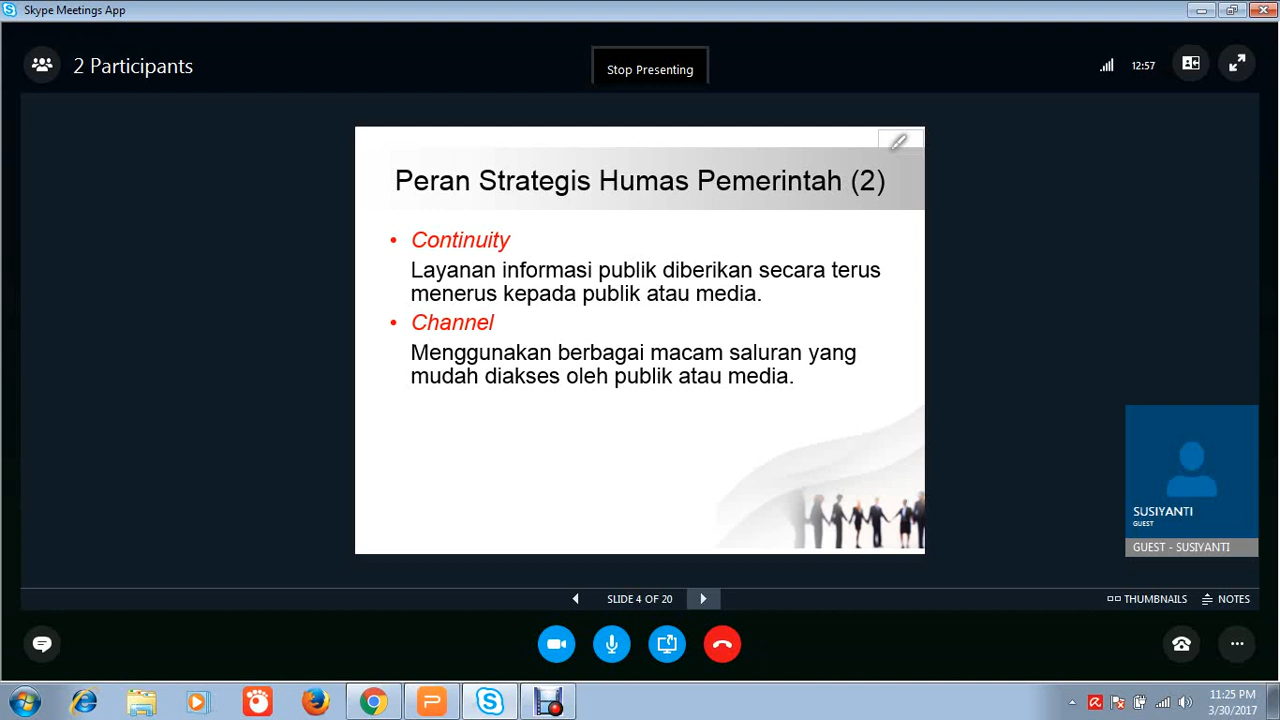 Skype Meetings App
2 Participants
Stop Presenting
12:57
Peran Strategis Humas Pemerintah (2)
• Continuity
Layanan informasi publik diberikan secara terus
menerus kepada publik atau media.
• Channel
Menggunakan berbagai macam saluran yang
mudah diakses oleh publik atau media.
SUSIYANTI
GUEST
GUEST - SUSIYANTI
SLIDE 4 OF 20
THUMBNAILS
NOTES
11:25 PM
3/30/2017